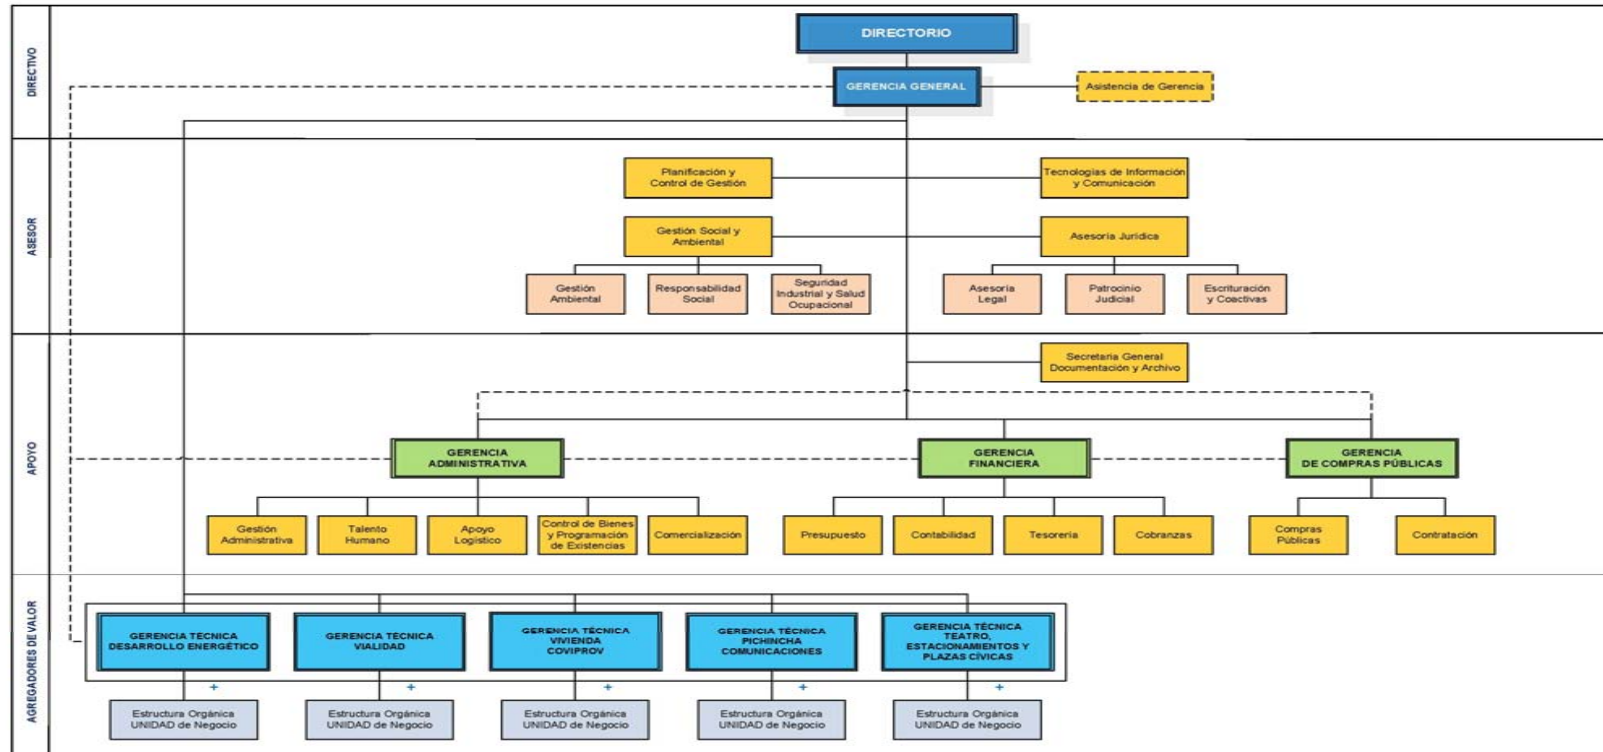 DIRECTIVO
DIRECTORIO
GERENCIA GENERAL
Asistencia de Gerencia
ASESOR
Planificación y
Control de Gestión
Tecnologías de Información
y Comunicación
Gestión Social y
Ambiental
Asesoría Jurídica
Gestión
Ambiental
Responsabilidad
Social
Seguridad
Industrial y Salud
Ocupacional
Asesoría
Legal
Patrocinio
Judicial
Escrituración
y Coactivas
APOYO
Secretaria General
Documentación y Archivo
GERENCIA
ADMINISTRATIVA
GERENCIA
FINANCIERA
GERENCIA
DE COMPRAS PÚBLICAS
Gestión
Administrativa
Talento
Humano
Apoyo
Logístico
Control de Bienes
y Programación
de Existencias
Comercialización
Presupuesto
Contabilidad
Tesorería
Cobranzas
Compras
Públicas
Contratación
AGREGADORES DE VALOR
GERENCIA TÉCNICA
DESARROLLO ENERGÉTICO
GERENCIA TÉCNICA
VIALIDAD
GERENCIA TÉCNICA
VIVIENDA
COVIPROV
GERENCIA TÉCNICA
PICHINCHA
COMUNICACIONES
GERENCIA TÉCNICA
TEATRO,
ESTACIONAMIENTOS Y
PLAZAS CÍVICAS
+
+
+
+
+
Estructura Orgánica
UNIDAD de Negocio
Estructura Orgánica
UNIDAD de Negocio
Estructura Orgánica
UNIDAD de Negocio
Estructura Orgánica
UNIDAD de Negocio
Estructura Orgánica
UNIDAD de Negocio